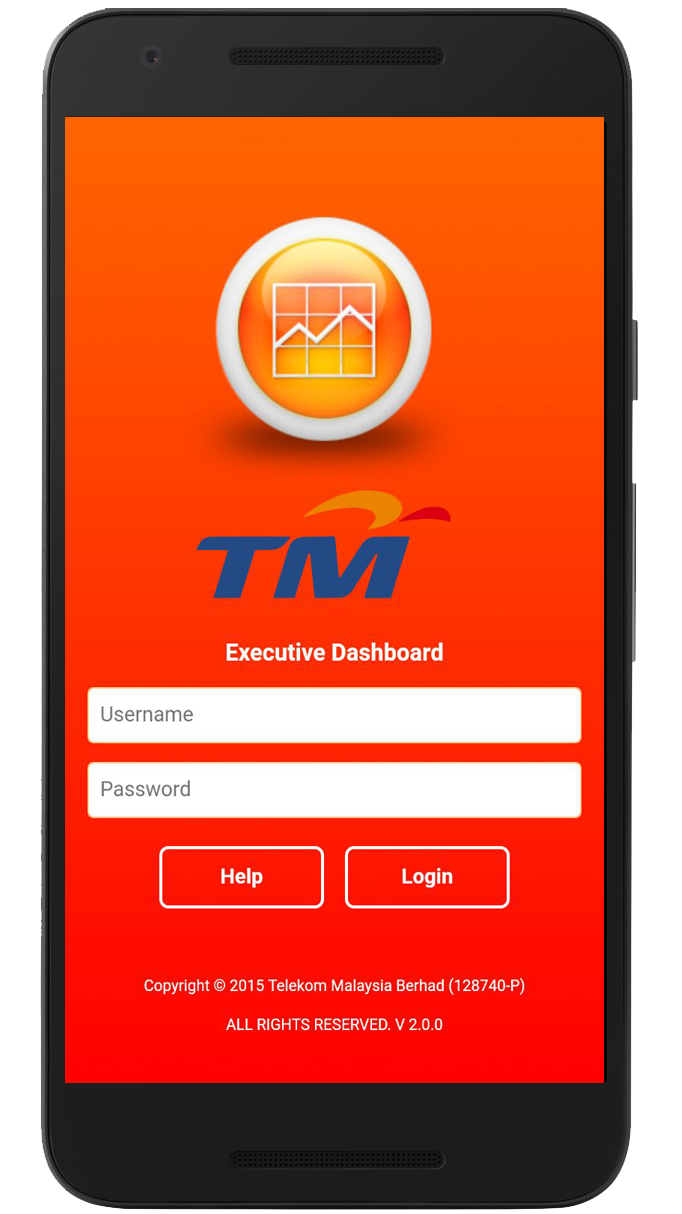 TM
Executive Dashboard
Username
Password
Help Login
Copyright © 2015 Telekom Malaysia Berhad (128740-P)
ALL RIGHTS RESERVED. V 2.0.0